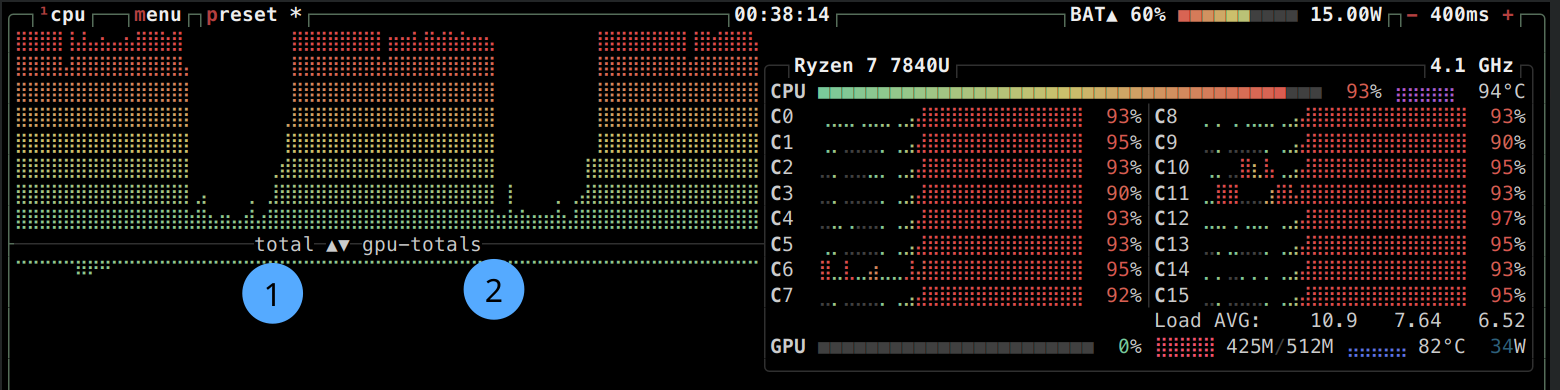 ¹cpu menu preset * 00:38:14 BAT▲ 60% 15.00W - 400ms +
Ryzen 7 7840U 4.1 GHz
CPU 93% 94°C
C0 93% C8 93%
C1 95% C9 90%
C2 93% C10 95%
C3 90% C11 93%
C4 93% C12 97%
total ▲▼ gpu-totals
C5 95% C13 95%
C6 95% C14 93%
C7 92% C15 95%
1 2
Load AVG: 10.9 7.64 6.52
GPU 0% 425M/512M 82°C 34W